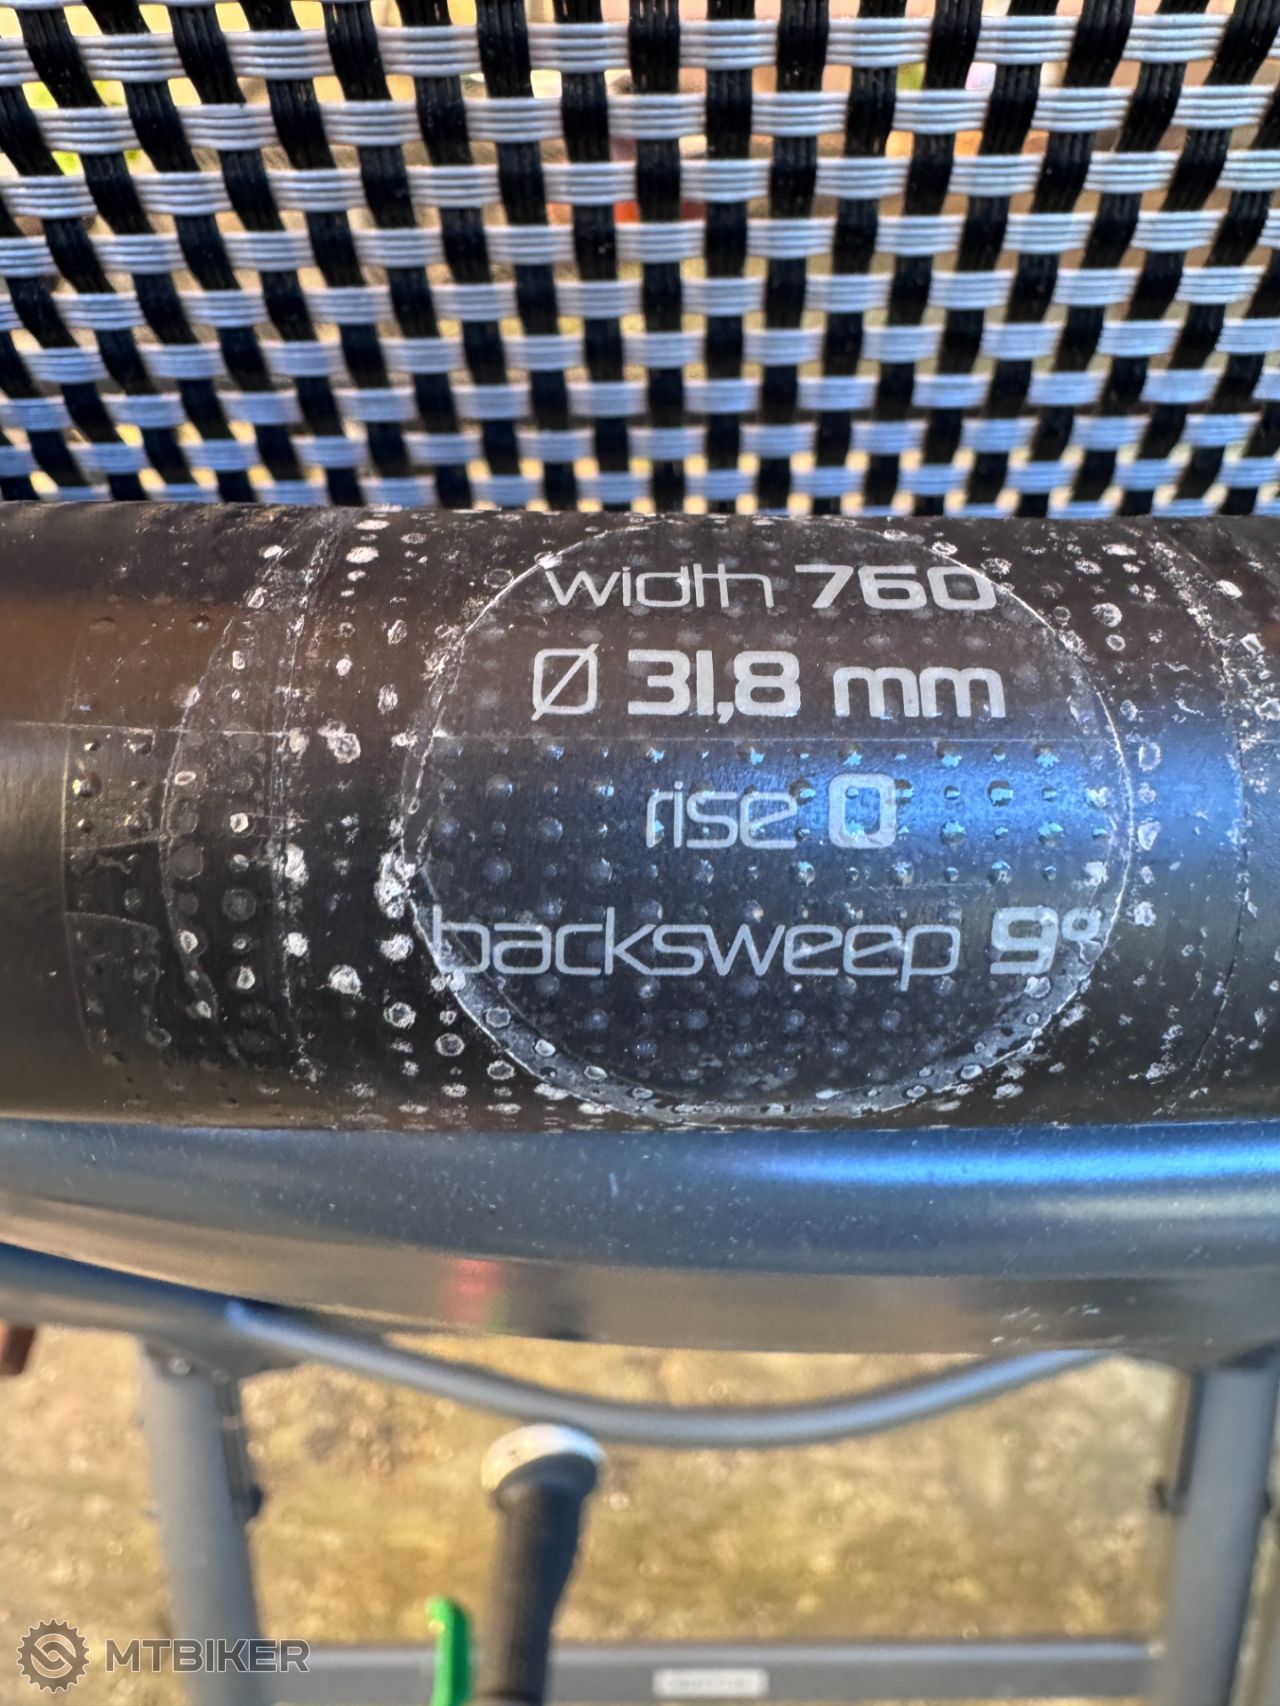 width 760
Ø 31,8 mm
rise 0
backsweep 9°
MTBIKER